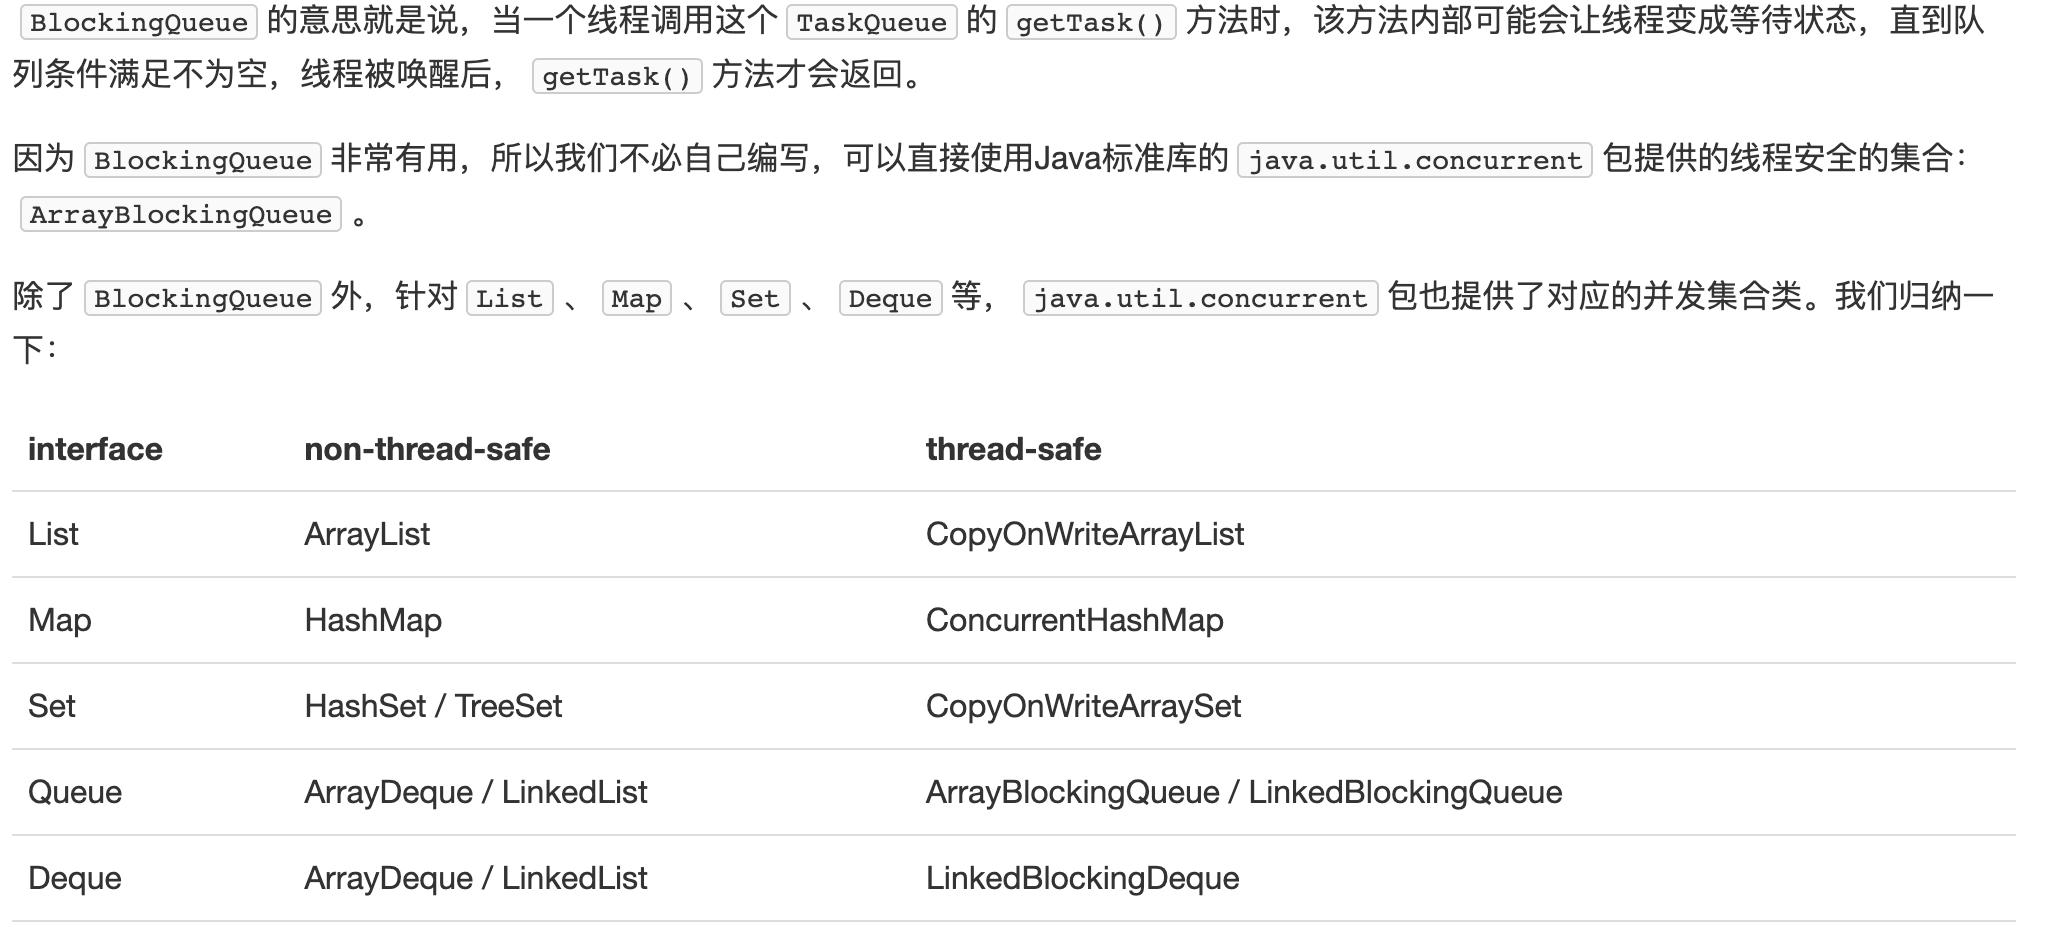 BlockingQueue 的意思就是说，当一个线程调用这个 TaskQueue 的 getTask() 方法时，该方法内部可能会让线程变成等待状态，直到队
列条件满足不为空，线程被唤醒后， getTask() 方法才会返回。
因为 BlockingQueue 非常有用，所以我们不必自己编写，可以直接使用Java标准库的 java.util.concurrent 包提供的线程安全的集合：
ArrayBlockingQueue 。
除了 BlockingQueue 外，针对 List 、 Map 、 Set 、 Deque 等， java.util.concurrent 包也提供了对应的并发集合类。我们归纳一
下：
interface non-thread-safe thread-safe
List ArrayList CopyOnWriteArrayList
Map HashMap ConcurrentHashMap
Set HashSet / TreeSet CopyOnWriteArraySet
Queue ArrayDeque / LinkedList ArrayBlockingQueue / LinkedBlockingQueue
Deque ArrayDeque / LinkedList LinkedBlockingDeque